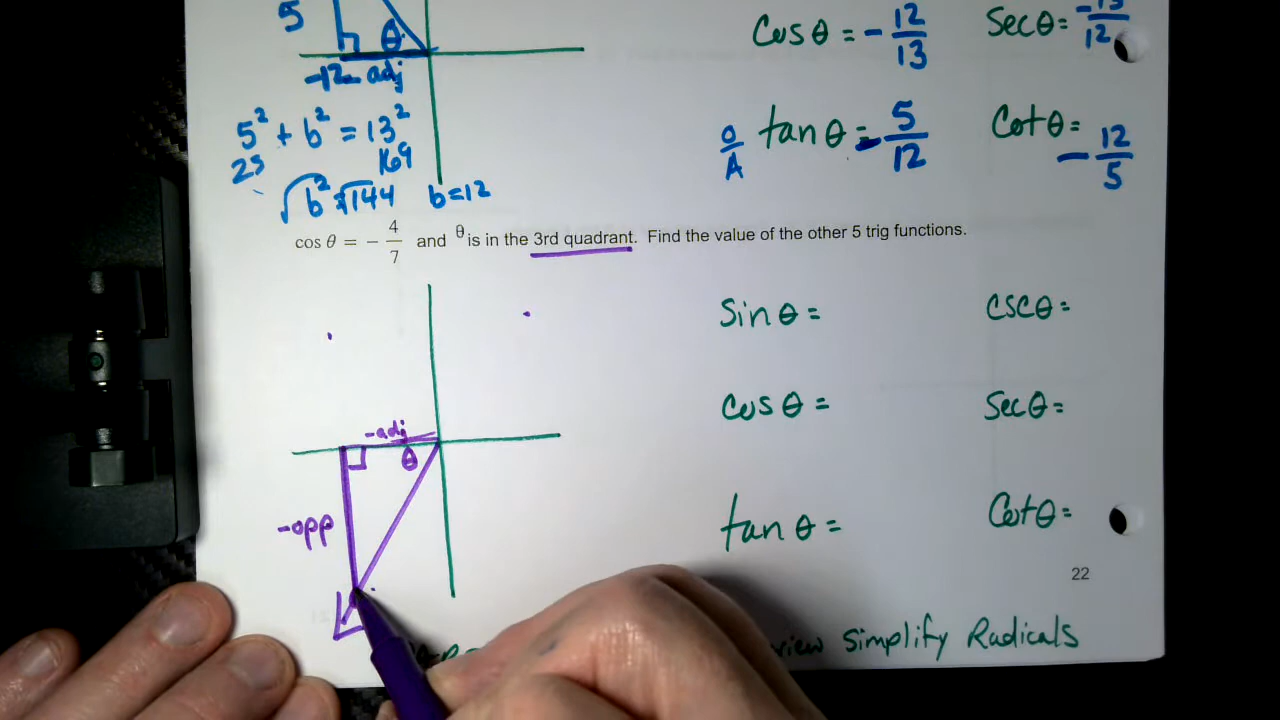 5
θ
-12 adj
5² + b² = 13²
25 169
√b² = √144 b=12
cos θ = - 12/13
sec θ = -13/12
O/A tan θ = - 5/12
cot θ = - 12/5
cos θ = - 4/7 and θ is in the 3rd quadrant. Find the value of the other 5 trig functions.
-adj
θ
-opp
sin θ =
csc θ =
cos θ =
sec θ =
tan θ =
cot θ =
22
Simplify Radicals